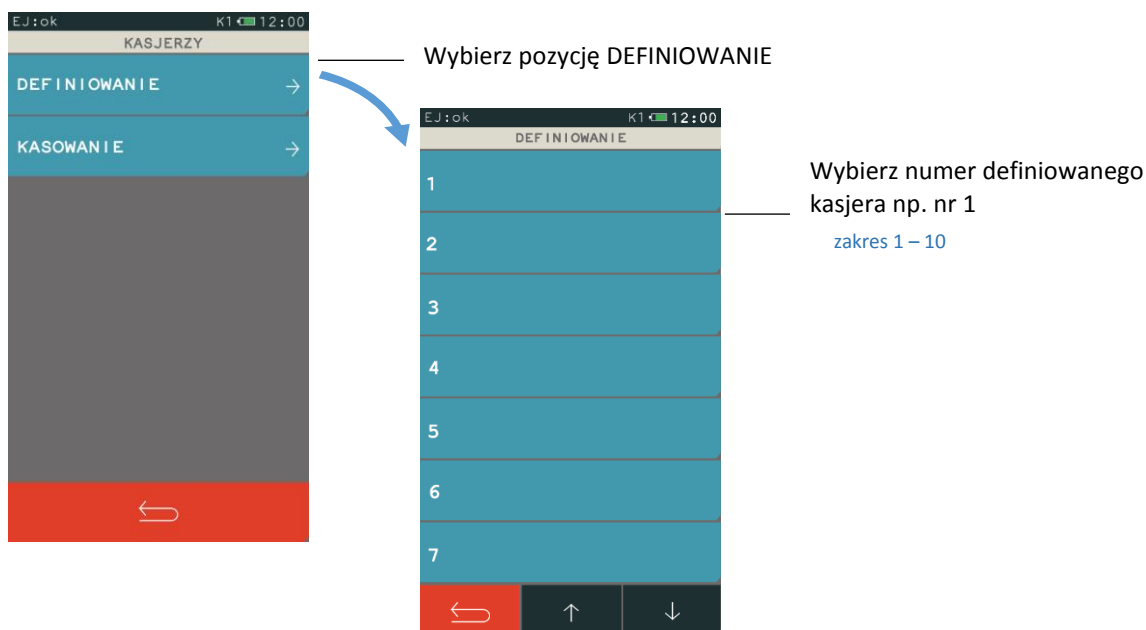 EJ:ok K1 12:00
KASJERZY
DEFINIOWANIE →
KASOWANIE →
Wybierz pozycję DEFINIOWANIE
EJ:ok K1 12:00
DEFINIOWANIE
1
2
3
4
5
6
7
↑ ↓
Wybierz numer definiowanego
kasjera np. nr 1
zakres 1 – 10